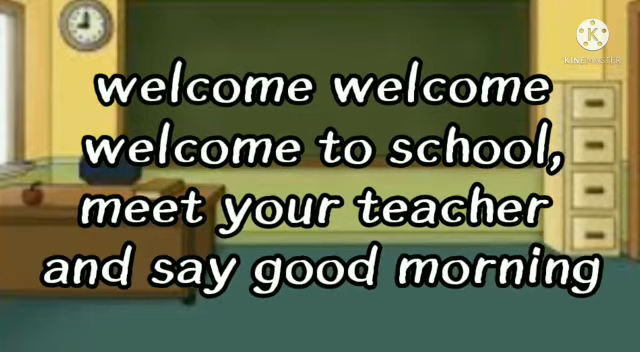 K
KINEMASTER
welcome welcome
welcome to school,
meet your teacher
and say good morning